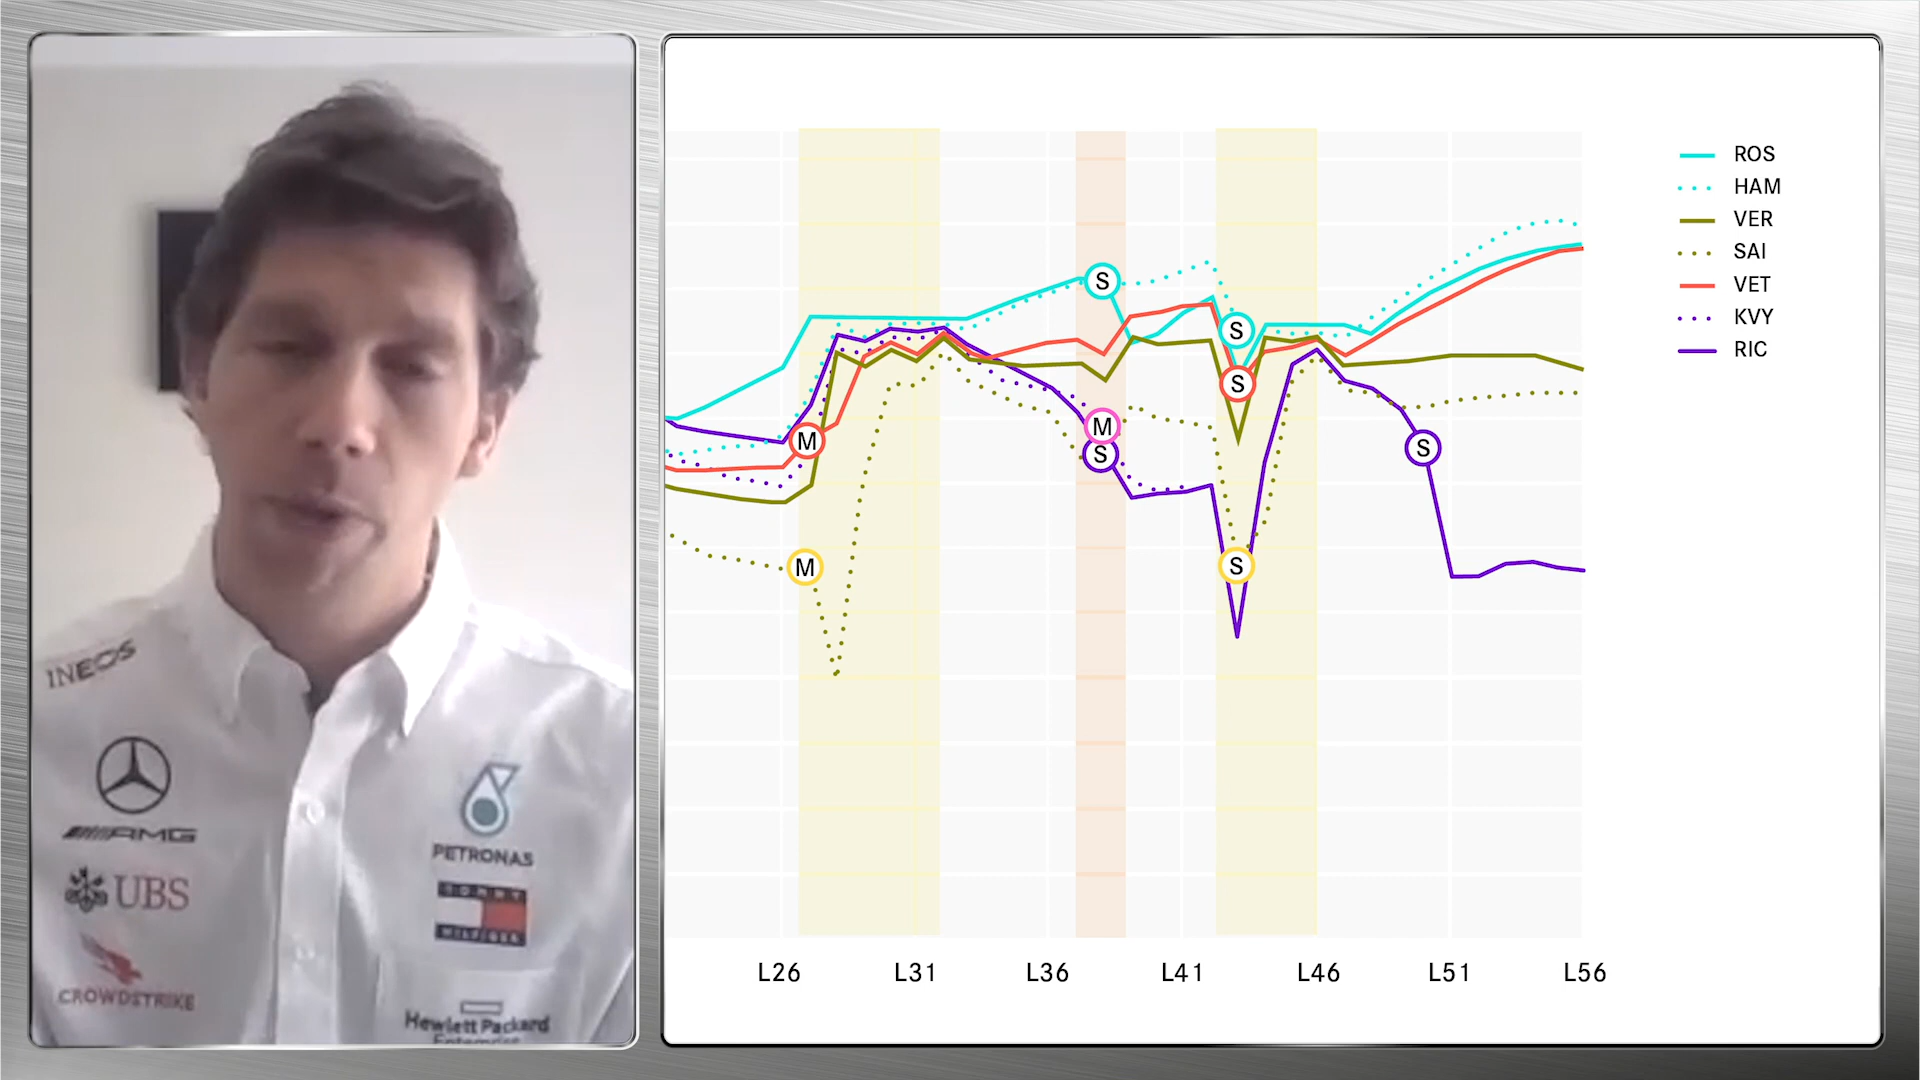 INEOS
AMG
UBS
CROWDSTRIKE
PETRONAS
TOMMY
HILFIGER
Hewlett Packard
Enterprise
ROS
HAM
VER
SAI
VET
KVY
RIC
S
S
M
M
S
S
S
M
S
L26 L31 L36 L41 L46 L51 L56